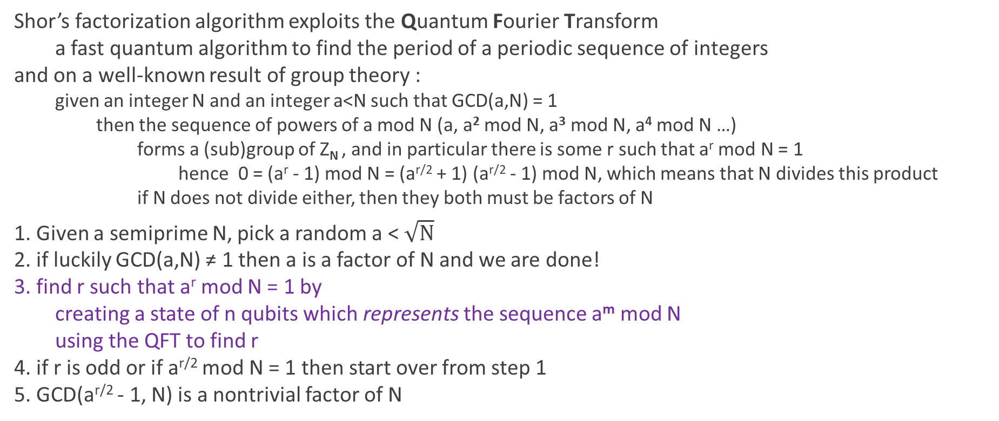 Shor’s factorization algorithm exploits the Quantum Fourier Transform
a fast quantum algorithm to find the period of a periodic sequence of integers
and on a well-known result of group theory :
given an integer N and an integer a<N such that GCD(a,N) = 1
then the sequence of powers of a mod N (a, a² mod N, a³ mod N, a⁴ mod N …)
forms a (sub)group of Z_N , and in particular there is some r such that aʳ mod N = 1
hence 0 = (aʳ - 1) mod N = (a^{r/2} + 1) (a^{r/2} - 1) mod N, which means that N divides this product
if N does not divide either, then they both must be factors of N
1. Given a semiprime N, pick a random a < √N
2. if luckily GCD(a,N) ≠ 1 then a is a factor of N and we are done!
3. find r such that aʳ mod N = 1 by
creating a state of n qubits which represents the sequence aᵐ mod N
using the QFT to find r
4. if r is odd or if a^{r/2} mod N = 1 then start over from step 1
5. GCD(a^{r/2} - 1, N) is a nontrivial factor of N